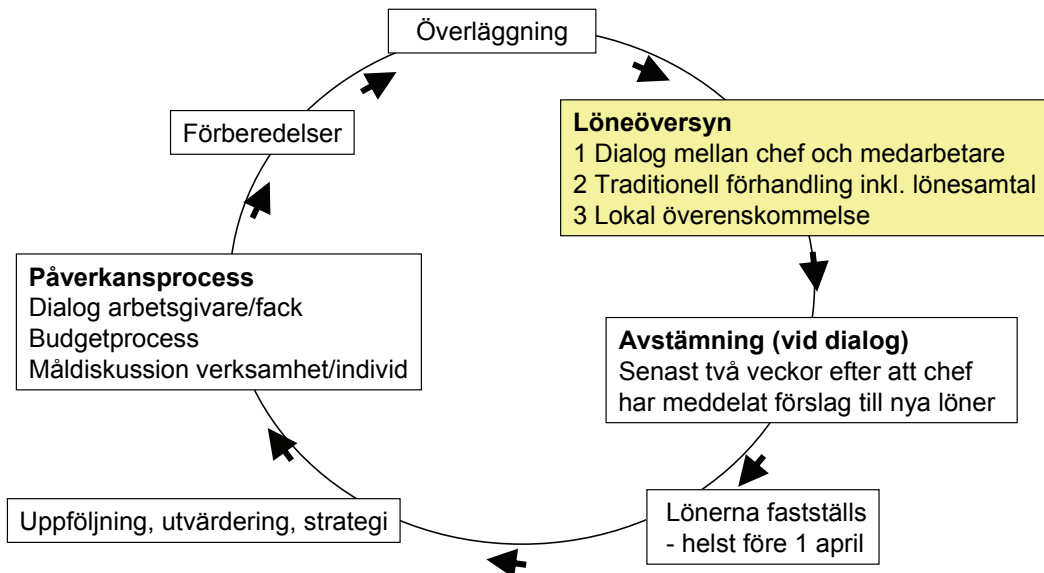 Överläggning
Löneöversyn
1 Dialog mellan chef och medarbetare
2 Traditionell förhandling inkl. lönesamtal
3 Lokal överenskommelse
Avstämning (vid dialog)
Senast två veckor efter att chef
har meddelat förslag till nya löner
Lönerna fastställs
- helst före 1 april
Uppföljning, utvärdering, strategi
Påverkansprocess
Dialog arbetsgivare/fack
Budgetprocess
Måldiskussion verksamhet/individ
Förberedelser